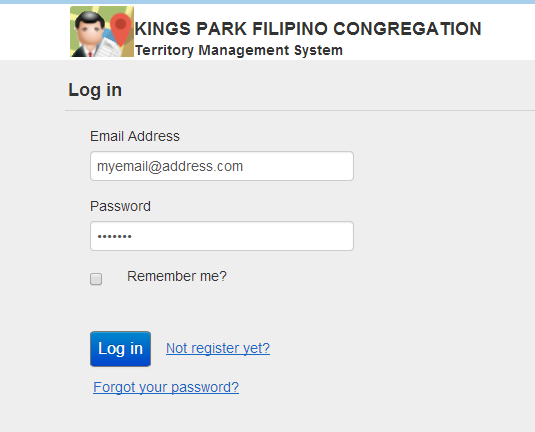 KINGS PARK FILIPINO CONGREGATION
Territory Management System
Log in
Email Address
myemail@address.com
Password
•••••••
Remember me?
Log in Not register yet?
Forgot your password?